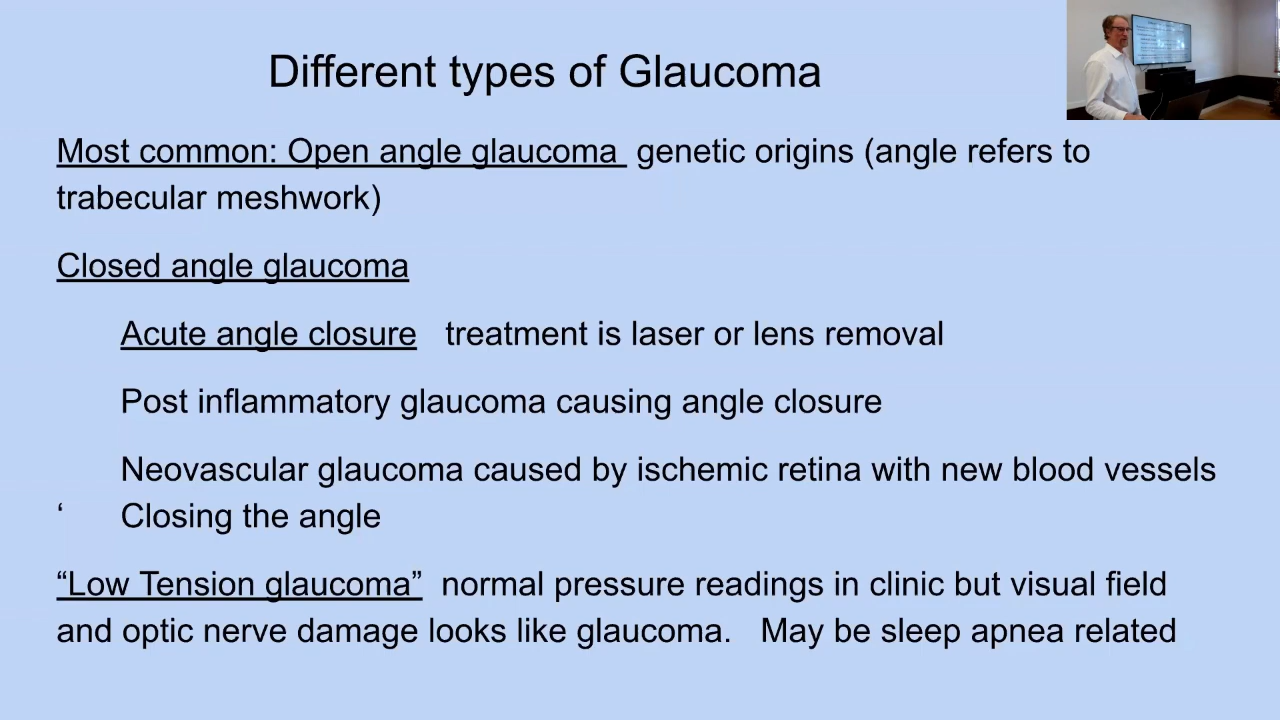 Different types of Glaucoma
Most common: Open angle glaucoma genetic origins (angle refers to
trabecular meshwork)
Closed angle glaucoma
Acute angle closure treatment is laser or lens removal
Post inflammatory glaucoma causing angle closure
Neovascular glaucoma caused by ischemic retina with new blood vessels
‘ Closing the angle
“Low Tension glaucoma” normal pressure readings in clinic but visual field
and optic nerve damage looks like glaucoma. May be sleep apnea related